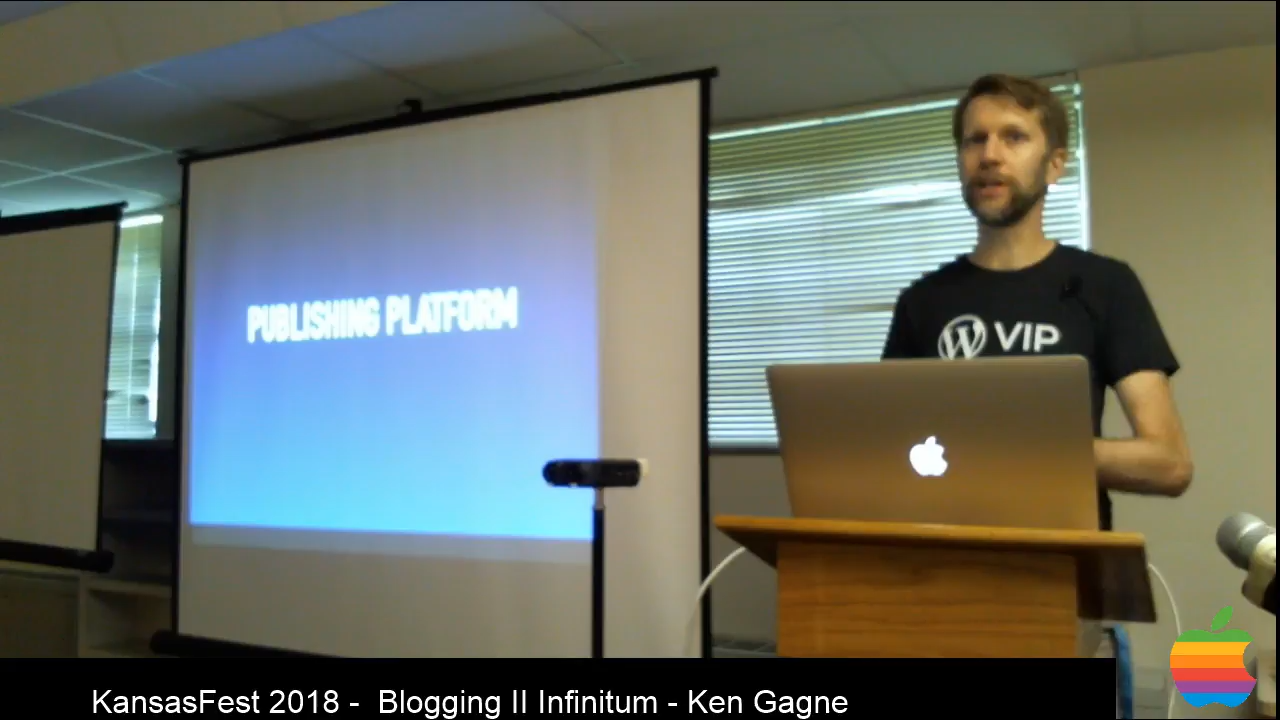 PUBLISHING PLATFORM
W VIP
KansasFest 2018 -  Blogging II Infinitum - Ken Gagne